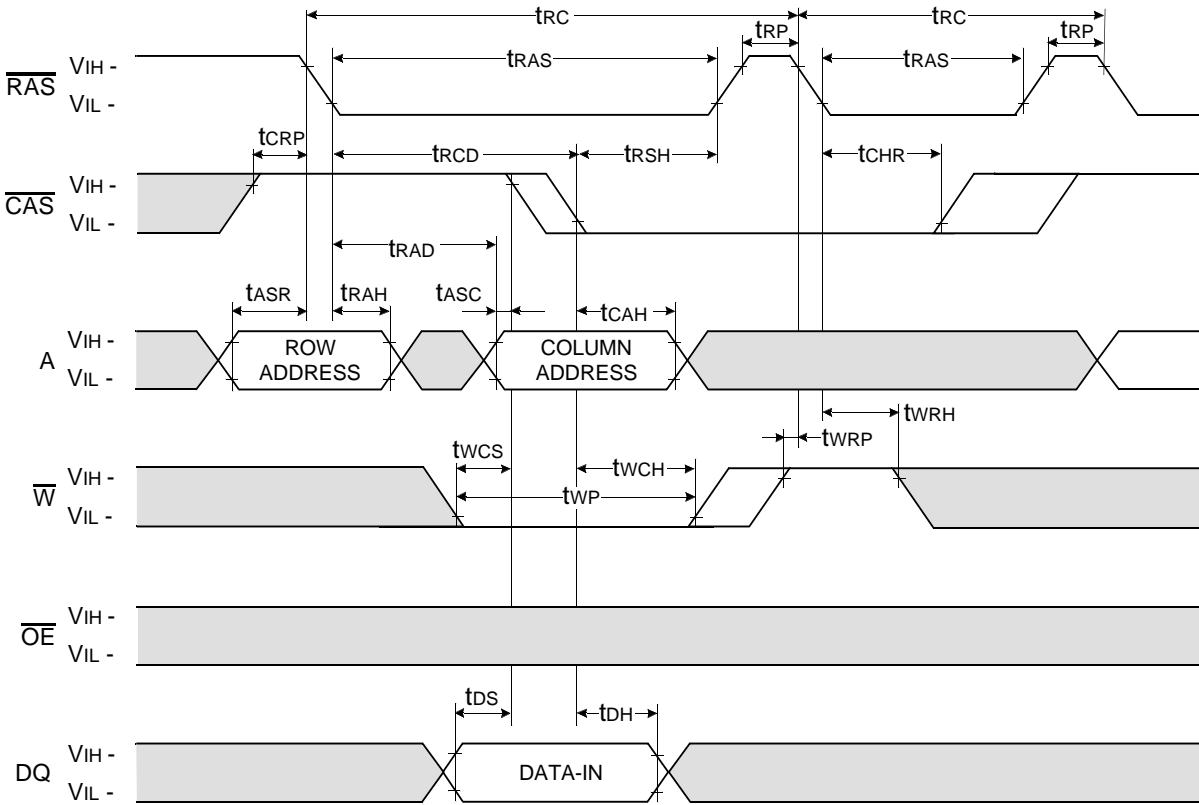 tRC tRC
tRP tRP
tRAS tRAS
RAS VIH -
VIL -
tCRP tRCD tRSH tCHR
CAS VIH -
VIL -
tRAD
tASR tRAH tASC tCAH
A VIH -
VIL -
ROW
ADDRESS
COLUMN
ADDRESS
tWRH
tWRP
tWCS tWCH
tWP
W VIH -
VIL -
OE VIH -
VIL -
tDS tDH
DQ VIH -
VIL -
DATA-IN